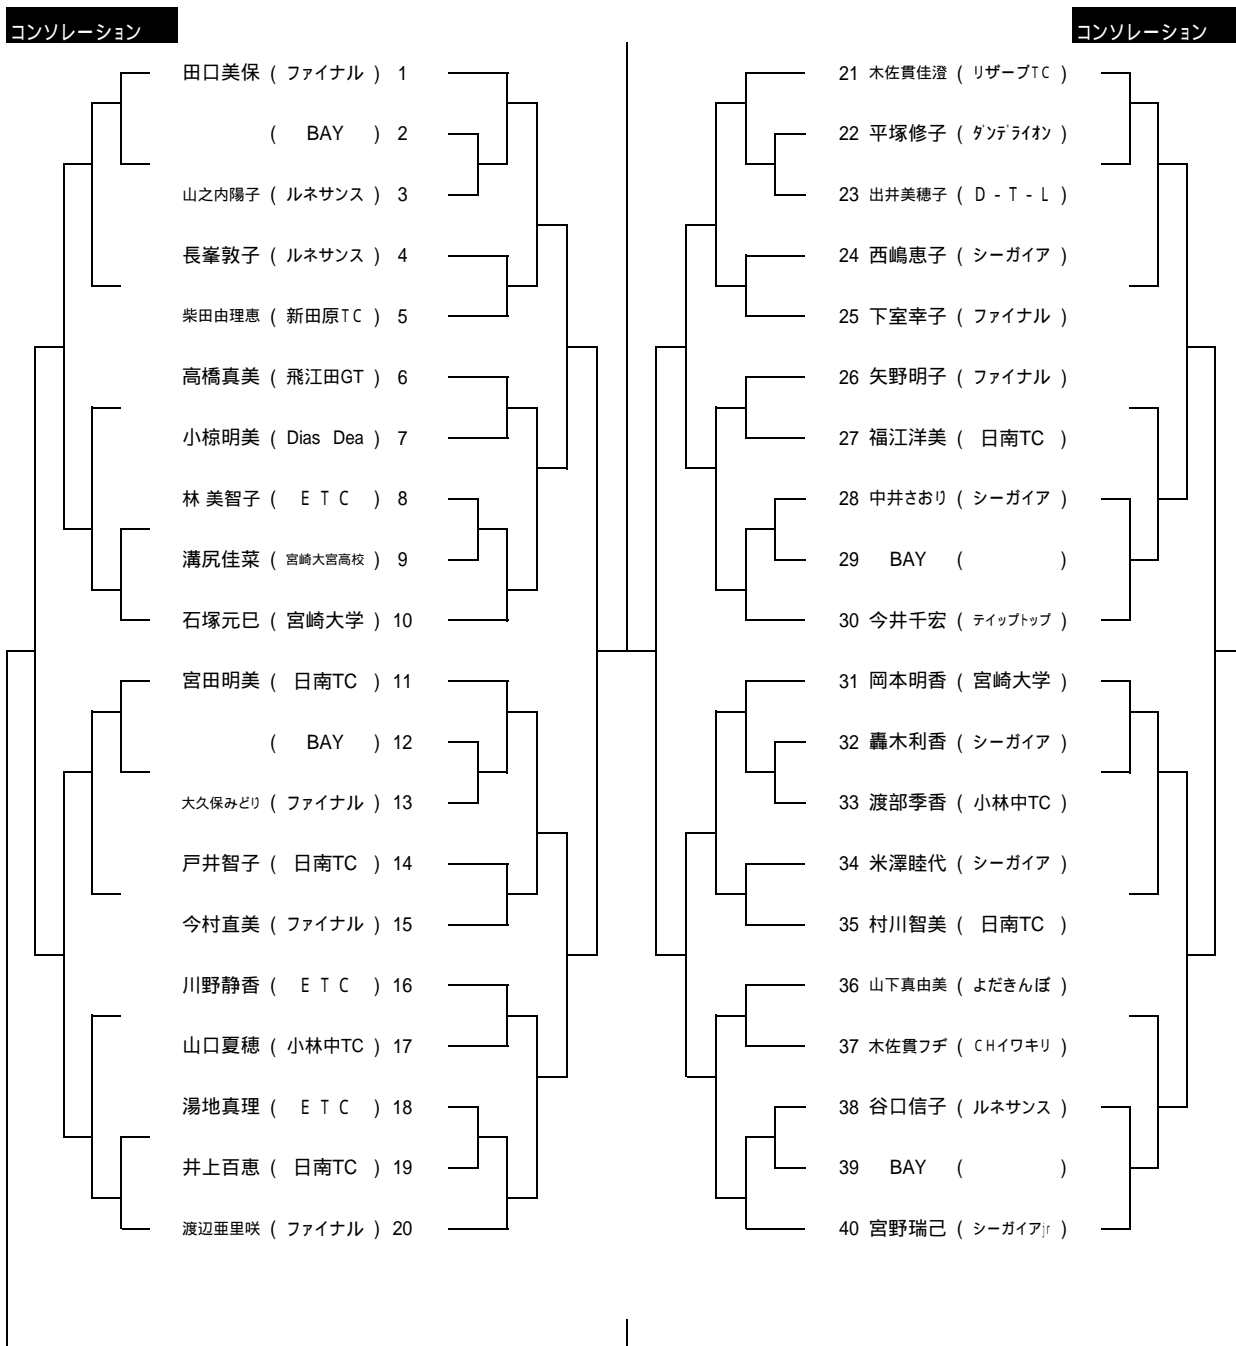 コンソレーション
コンソレーション
田口美保 ( ファイナル ) 1
( BAY ) 2
山之内陽子 ( ルネサンス ) 3
長峯敦子 ( ルネサンス ) 4
柴田由理恵 ( 新田原TC ) 5
高橋真美 ( 飛江田GT ) 6
小椋明美 ( Dias Dea ) 7
林 美智子 ( ETC ) 8
溝尻佳菜 ( 宮崎大宮高校 ) 9
石塚元巳 ( 宮崎大学 ) 10
宮田明美 ( 日南TC ) 11
( BAY ) 12
大久保みどり ( ファイナル ) 13
戸井智子 ( 日南TC ) 14
今村直美 ( ファイナル ) 15
川野静香 ( ETC ) 16
山口夏穂 ( 小林中TC ) 17
湯地真理 ( ETC ) 18
井上百恵 ( 日南TC ) 19
渡辺亜里咲 ( ファイナル ) 20
21 木佐貫佳澄 ( リザーブTC )
22 平塚修子 ( ダンデライオン )
23 出井美穂子 ( D-T-L )
24 西嶋恵子 ( シーガイア )
25 下室幸子 ( ファイナル )
26 矢野明子 ( ファイナル )
27 福江洋美 ( 日南TC )
28 中井さおり ( シーガイア )
29 BAY ( )
30 今井千宏 ( テイップトップ )
31 岡本明香 ( 宮崎大学 )
32 轟木利香 ( シーガイア )
33 渡部季香 ( 小林中TC )
34 米澤睦代 ( シーガイア )
35 村川智美 ( 日南TC )
36 山下真由美 ( よだきんぼ )
37 木佐貫フヂ ( CHイワキリ )
38 谷口信子 ( ルネサンス )
39 BAY ( )
40 宮野瑞己 ( シーガイアjr )